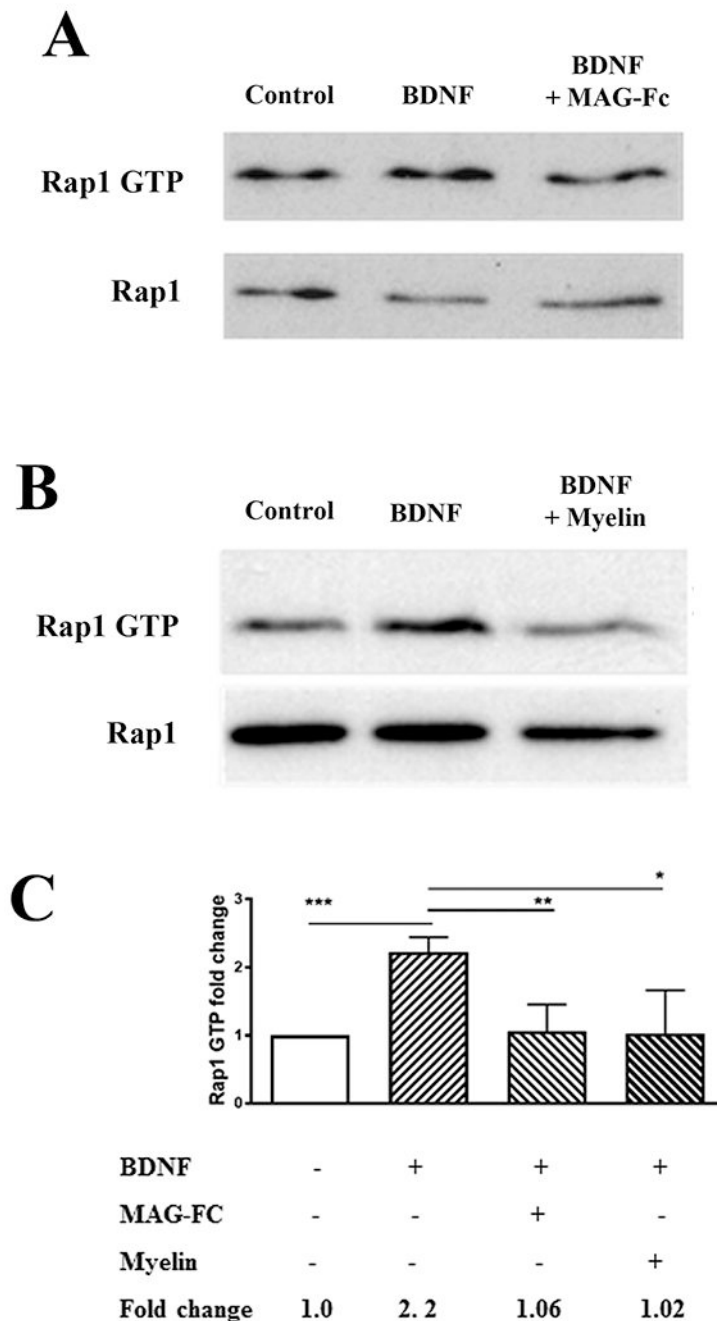 A
Control BDNF BDNF
+ MAG-Fc
Rap1 GTP
Rap1
B
Control BDNF BDNF
+ Myelin
Rap1 GTP
Rap1
C
Rap1 GTP fold change
3
2
1
0
*** ** *
BDNF - + + +
MAG-FC - - + -
Myelin - - - +
Fold change 1.0 2. 2 1.06 1.02